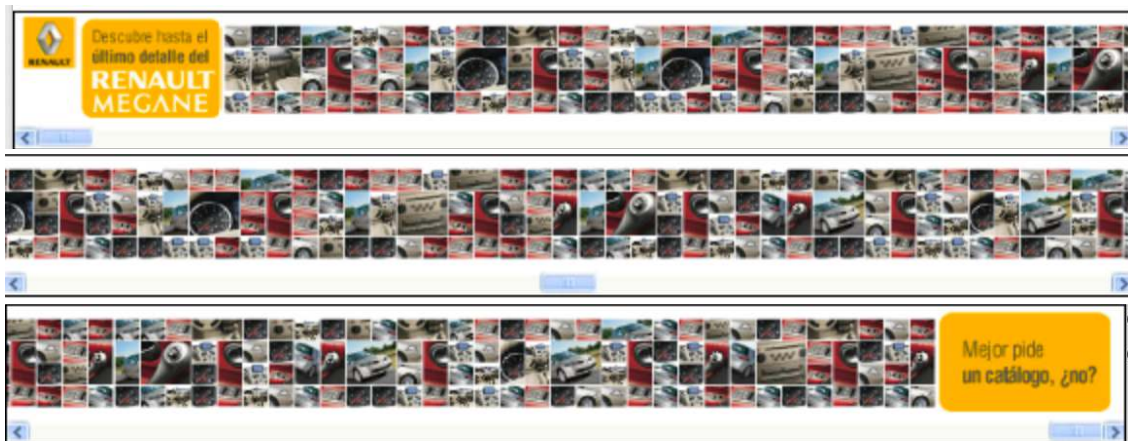 RENAULT
Descubre hasta el
último detalle del
RENAULT
MEGANE
Mejor pide
un catálogo, ¿no?